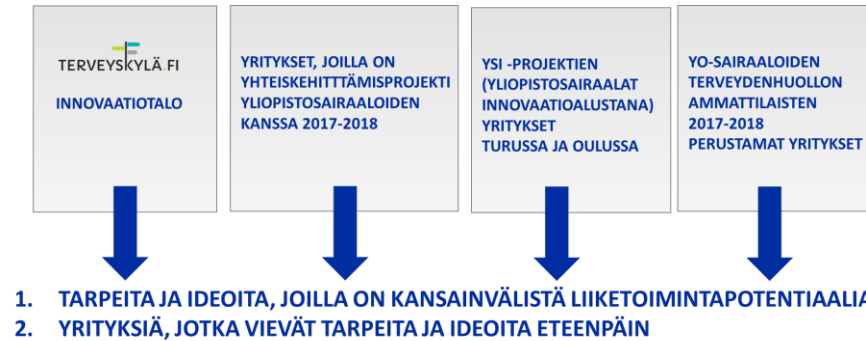 TERVEYSKYLÄ.FI
INNOVAATIOTALO
YRITYKSET, JOILLA ON
YHTEISKEHITTTÄMISPROJEKTI
YLIOPISTOSAIRAALOIDEN
KANSSA 2017-2018
YSI -PROJEKTIEN
(YLIOPISTOSAIRAALAT
INNOVAATIOALUSTANA)
YRITYKSET
TURUSSA JA OULUSSA
YO-SAIRAALOIDEN
TERVEYDENHUOLLON
AMMATTILAISTEN
2017-2018
PERUSTAMAT YRITYKSET
1. TARPEITA JA IDEOITA, JOILLA ON KANSAINVÄLISTÄ LIIKETOIMINTAPOTENTIAALIA
2. YRITYKSIÄ, JOTKA VIEVÄT TARPEITA JA IDEOITA ETEENPÄIN